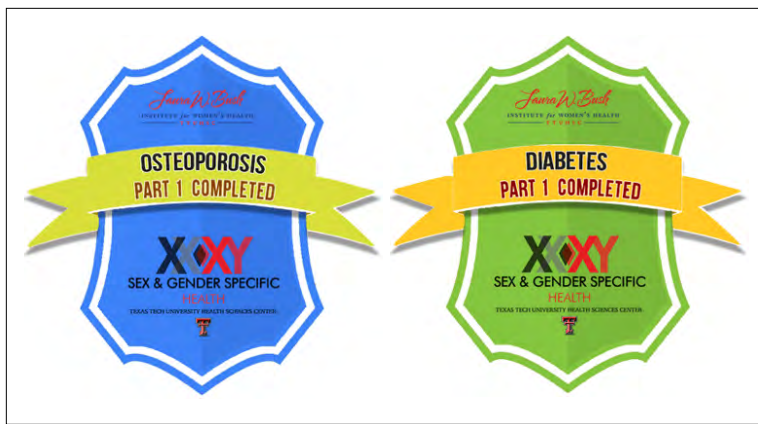 Laura W. Bush
INSTITUTE for WOMEN'S HEALTH
OSTEOPOROSIS
PART 1 COMPLETED
XXXY
SEX & GENDER SPECIFIC
HEALTH
TEXAS TECH UNIVERSITY HEALTH SCIENCES CENTER
Laura W. Bush
INSTITUTE for WOMEN'S HEALTH
DIABETES
PART 1 COMPLETED
XXXY
SEX & GENDER SPECIFIC
HEALTH
TEXAS TECH UNIVERSITY HEALTH SCIENCES CENTER